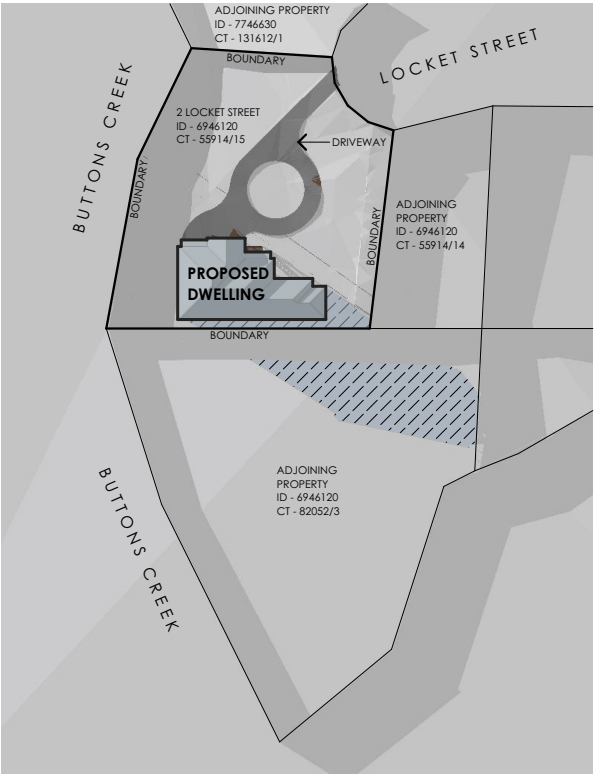 ADJOINING PROPERTY
ID - 7746630
CT - 131612/1
BOUNDARY
LOCKET STREET
BUTTONS CREEK
2 LOCKET STREET
ID - 6946120
CT - 55914/15
DRIVEWAY
BOUNDARY
ADJOINING
PROPERTY
ID - 6946120
CT - 55914/14
BOUNDARY
PROPOSED
DWELLING
BOUNDARY
BUTTONS CREEK
ADJOINING
PROPERTY
ID - 6946120
CT - 82052/3